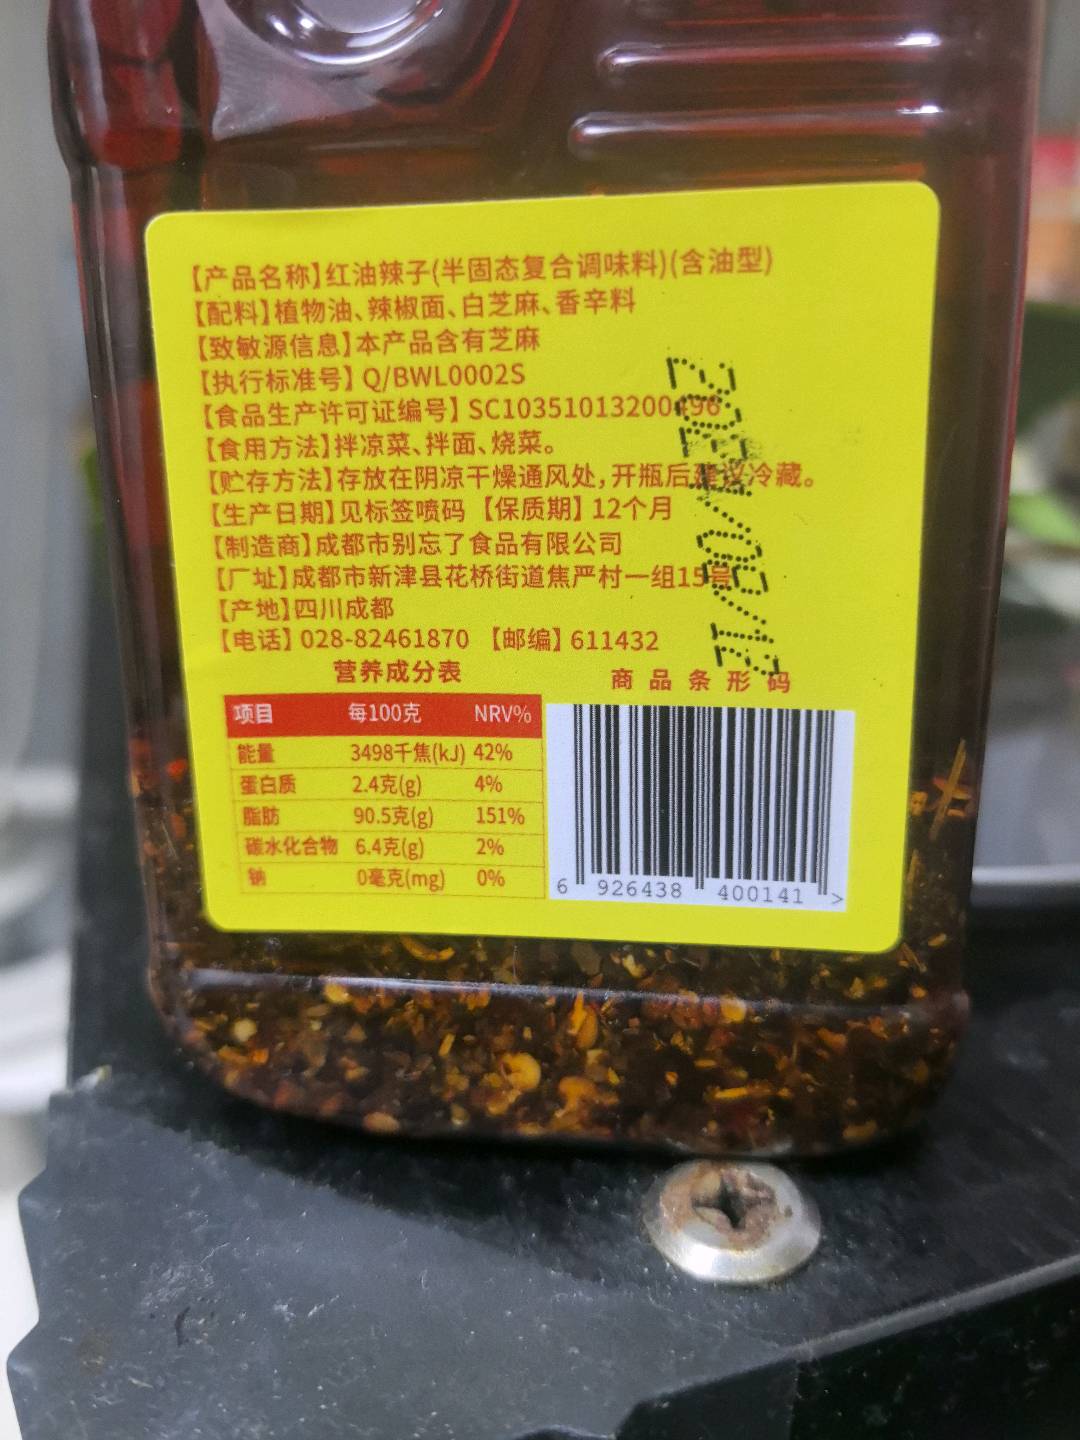 【产品名称】红油辣子(半固态复合调味料)(含油型)
【配料】植物油、辣椒面、白芝麻、香辛料
【致敏源信息】本产品含有芝麻
【执行标准号】Q/BWL0002S
【食品生产许可证编号】SC10351013200496
【食用方法】拌凉菜、拌面、烧菜。
【贮存方法】存放在阴凉干燥通风处,开瓶后建议冷藏。
【生产日期】见标签喷码 【保质期】12个月
【制造商】成都市别忘了食品有限公司
【厂址】成都市新津县花桥街道焦严村一组15号
【产地】四川成都
【电话】028-82461870 【邮编】611432
营养成分表
项目 每100克 NRV%
能量 3498千焦(kJ) 42%
蛋白质 2.4克(g) 4%
脂肪 90.5克(g) 151%
碳水化合物 6.4克(g) 2%
钠 0毫克(mg) 0%
商品条形码
6 926438 400141 >